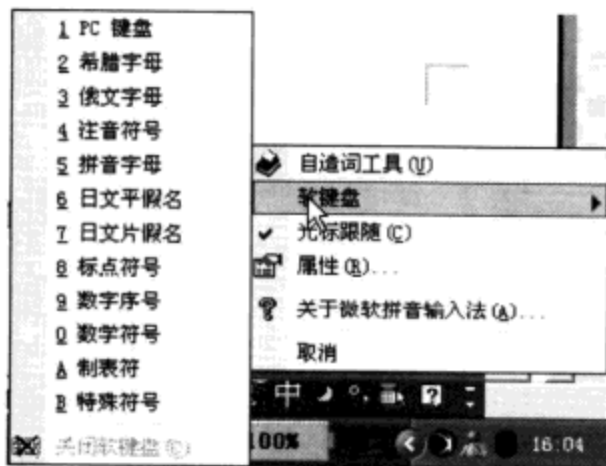 1 PC 键盘
2 希腊字母
3 俄文字母
4 注音符号
5 拼音字母
6 日文平假名
7 日文片假名
8 标点符号
9 数字序号
0 数学符号
A 制表符
B 特殊符号
关闭软键盘(C)
自造词工具(U)
软键盘
光标跟随(C)
属性(R)...
关于微软拼音输入法(A)...
取消
中
100%
16:04